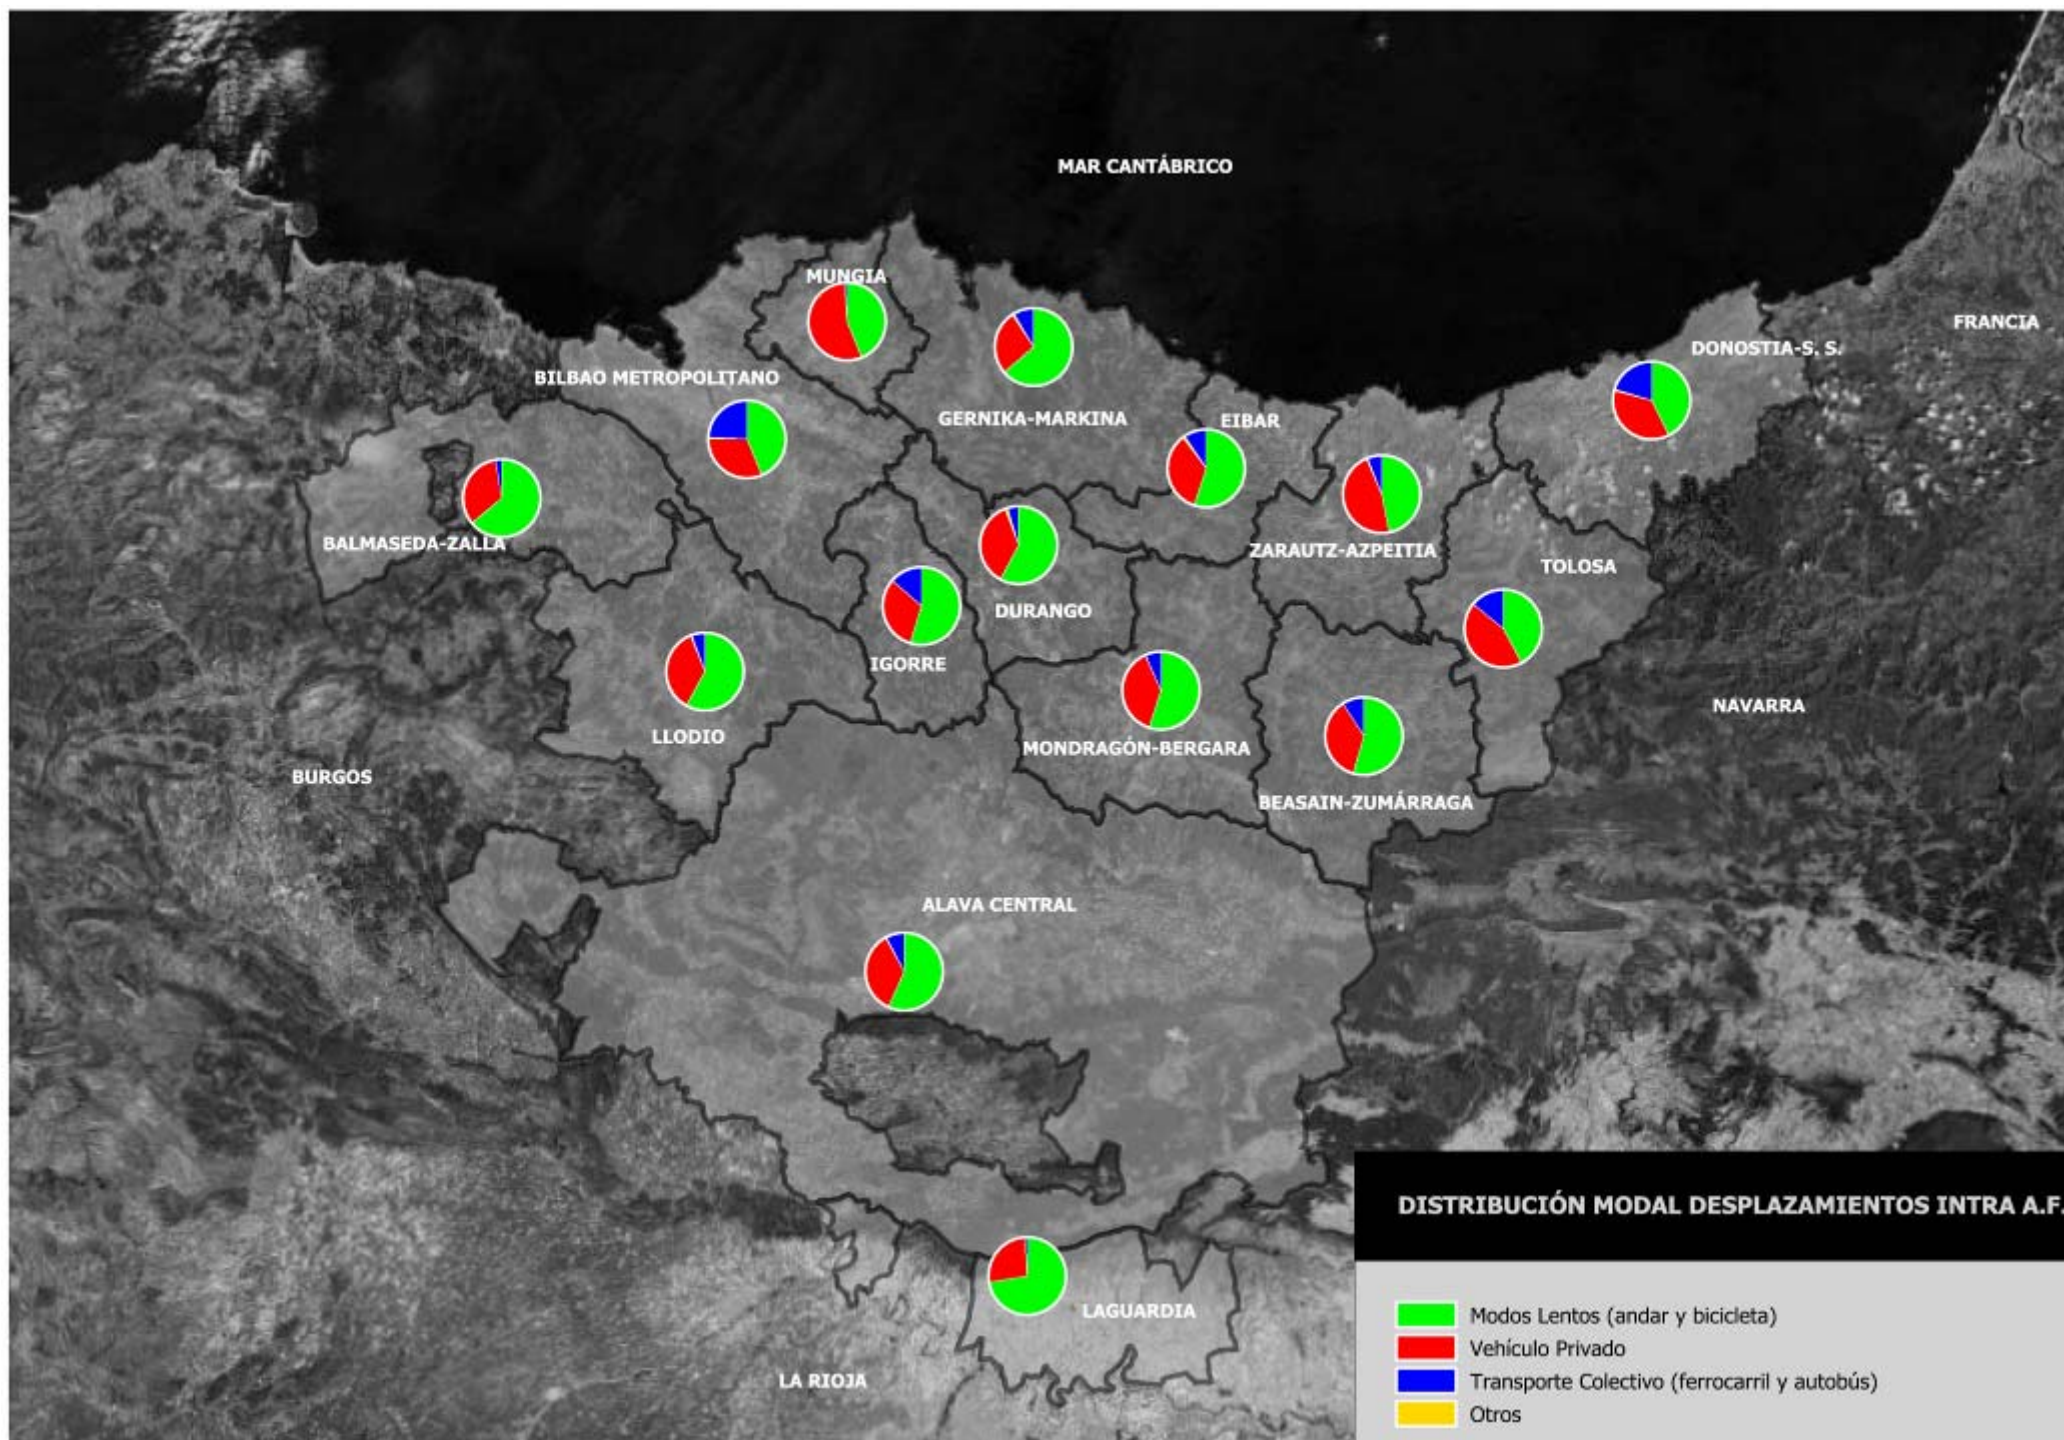 MAR CANTÁBRICO
MUNGIA
FRANCIA
DONOSTIA-S. S.
BILBAO METROPOLITANO
GERNIKA-MARKINA
EIBAR
BALMASEDA-ZALLA
ZARAUTZ-AZPEITIA
TOLOSA
DURANGO
IGORRE
NAVARRA
LLODIO
MONDRAGÓN-BERGARA
BURGOS
BEASAIN-ZUMÁRRAGA
ALAVA CENTRAL
LAGUARDIA
LA RIOJA
DISTRIBUCIÓN MODAL DESPLAZAMIENTOS INTRA A.F.
Modos Lentos (andar y bicicleta)
Vehículo Privado
Transporte Colectivo (ferrocarril y autobús)
Otros